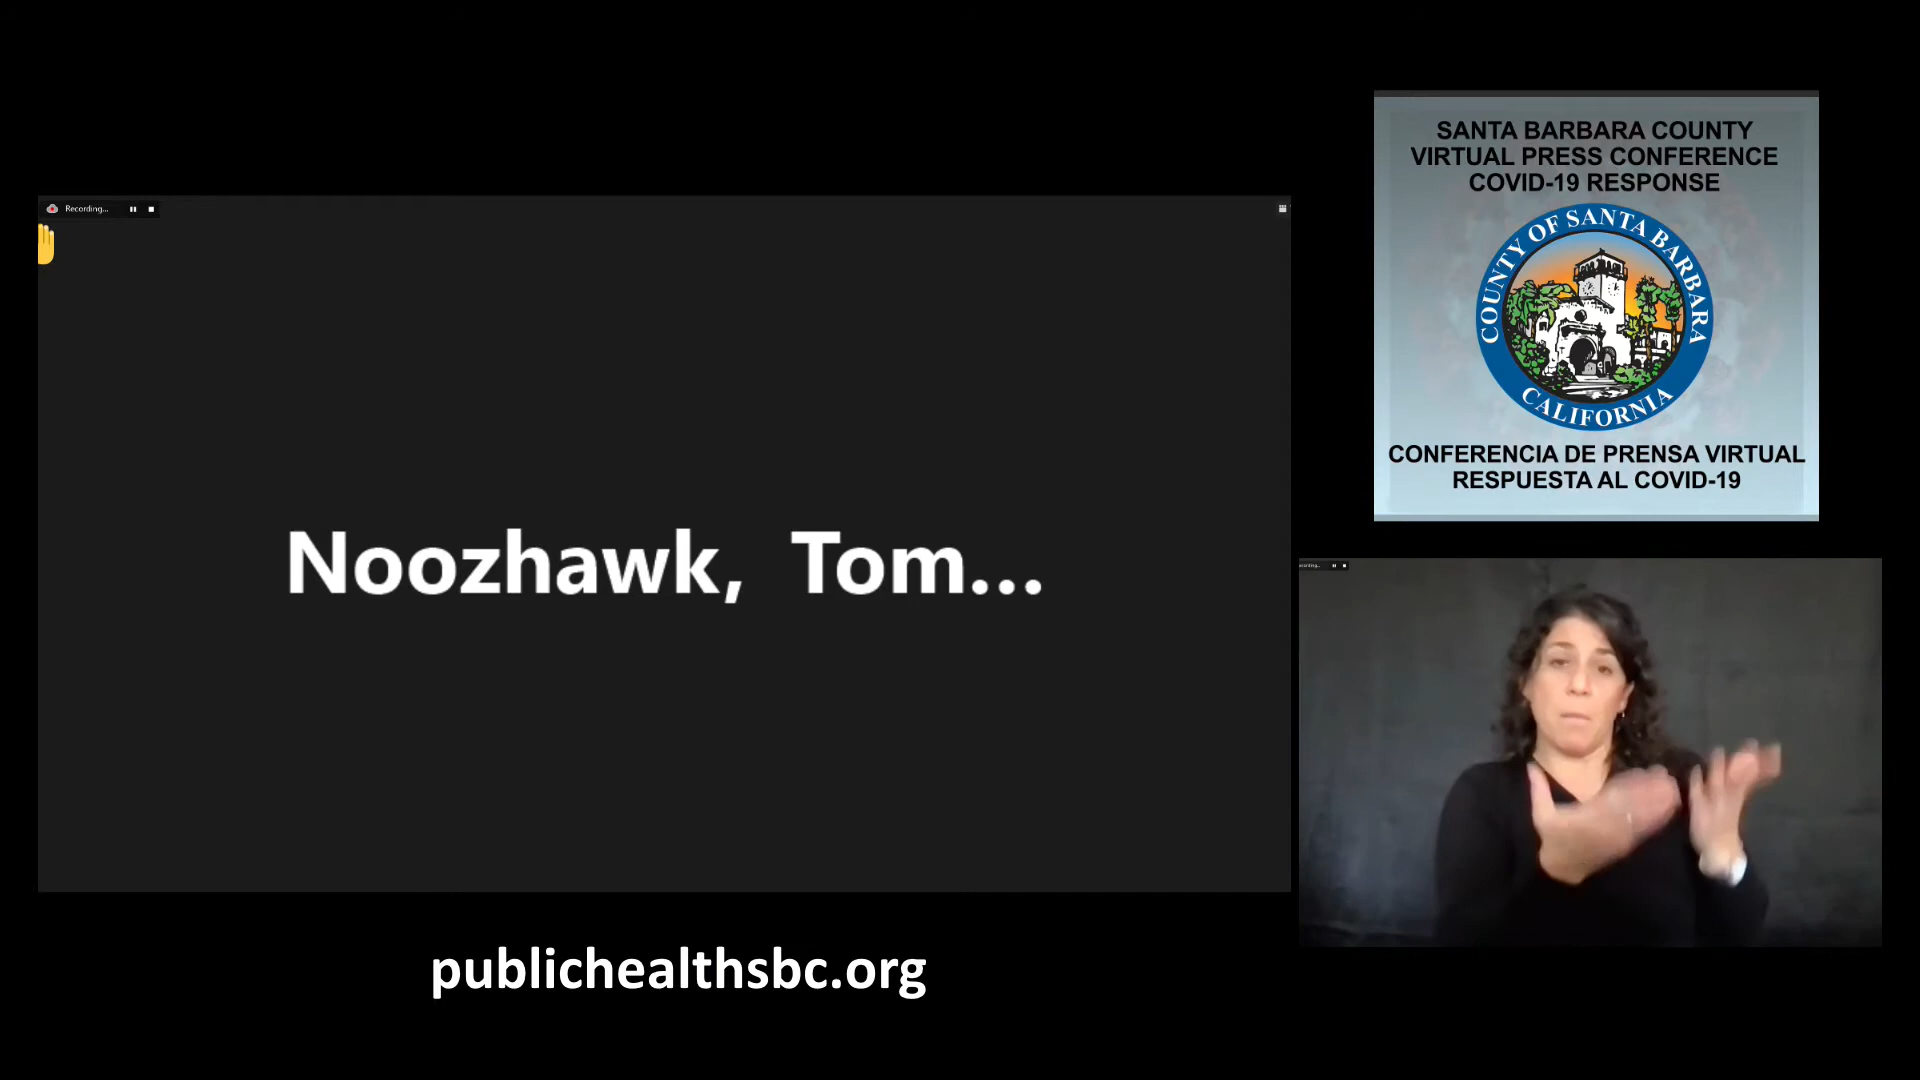 Recording...
Noozhawk, Tom...
publichealthsbc.org
SANTA BARBARA COUNTY
VIRTUAL PRESS CONFERENCE
COVID-19 RESPONSE
COUNTY OF SANTA BARBARA
CALIFORNIA
CONFERENCIA DE PRENSA VIRTUAL
RESPUESTA AL COVID-19